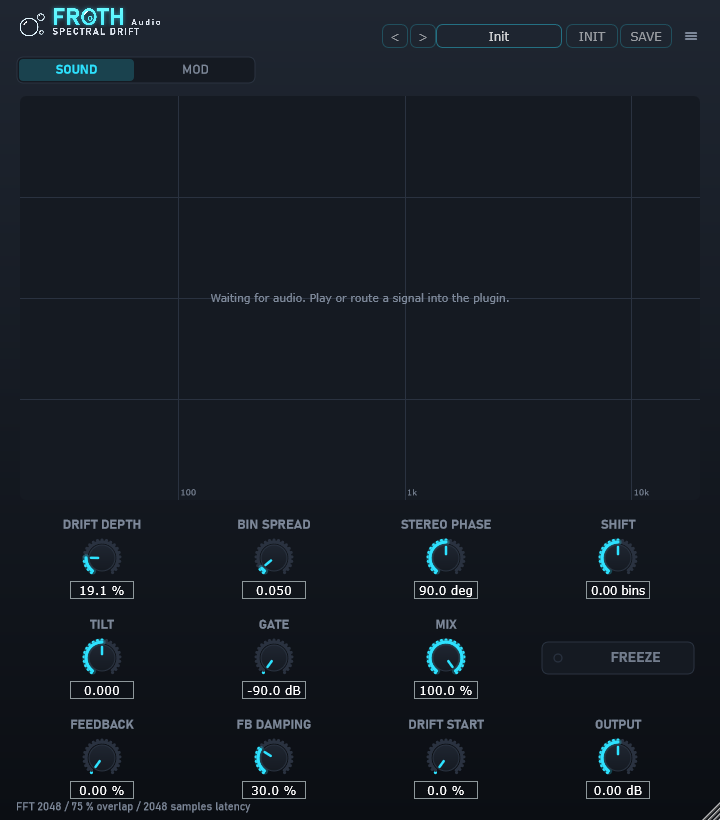 FROTH Audio
SPECTRAL DRIFT
< > Init INIT SAVE
SOUND MOD
Waiting for audio. Play or route a signal into the plugin.
100 1k 10k
DRIFT DEPTH BIN SPREAD STEREO PHASE SHIFT
19.1 % 0.050 90.0 deg 0.00 bins
TILT GATE MIX
FREEZE
0.000 -90.0 dB 100.0 %
FEEDBACK FB DAMPING DRIFT START OUTPUT
0.00 % 30.0 % 0.0 % 0.00 dB
FFT 2048 / 75 % overlap / 2048 samples latency